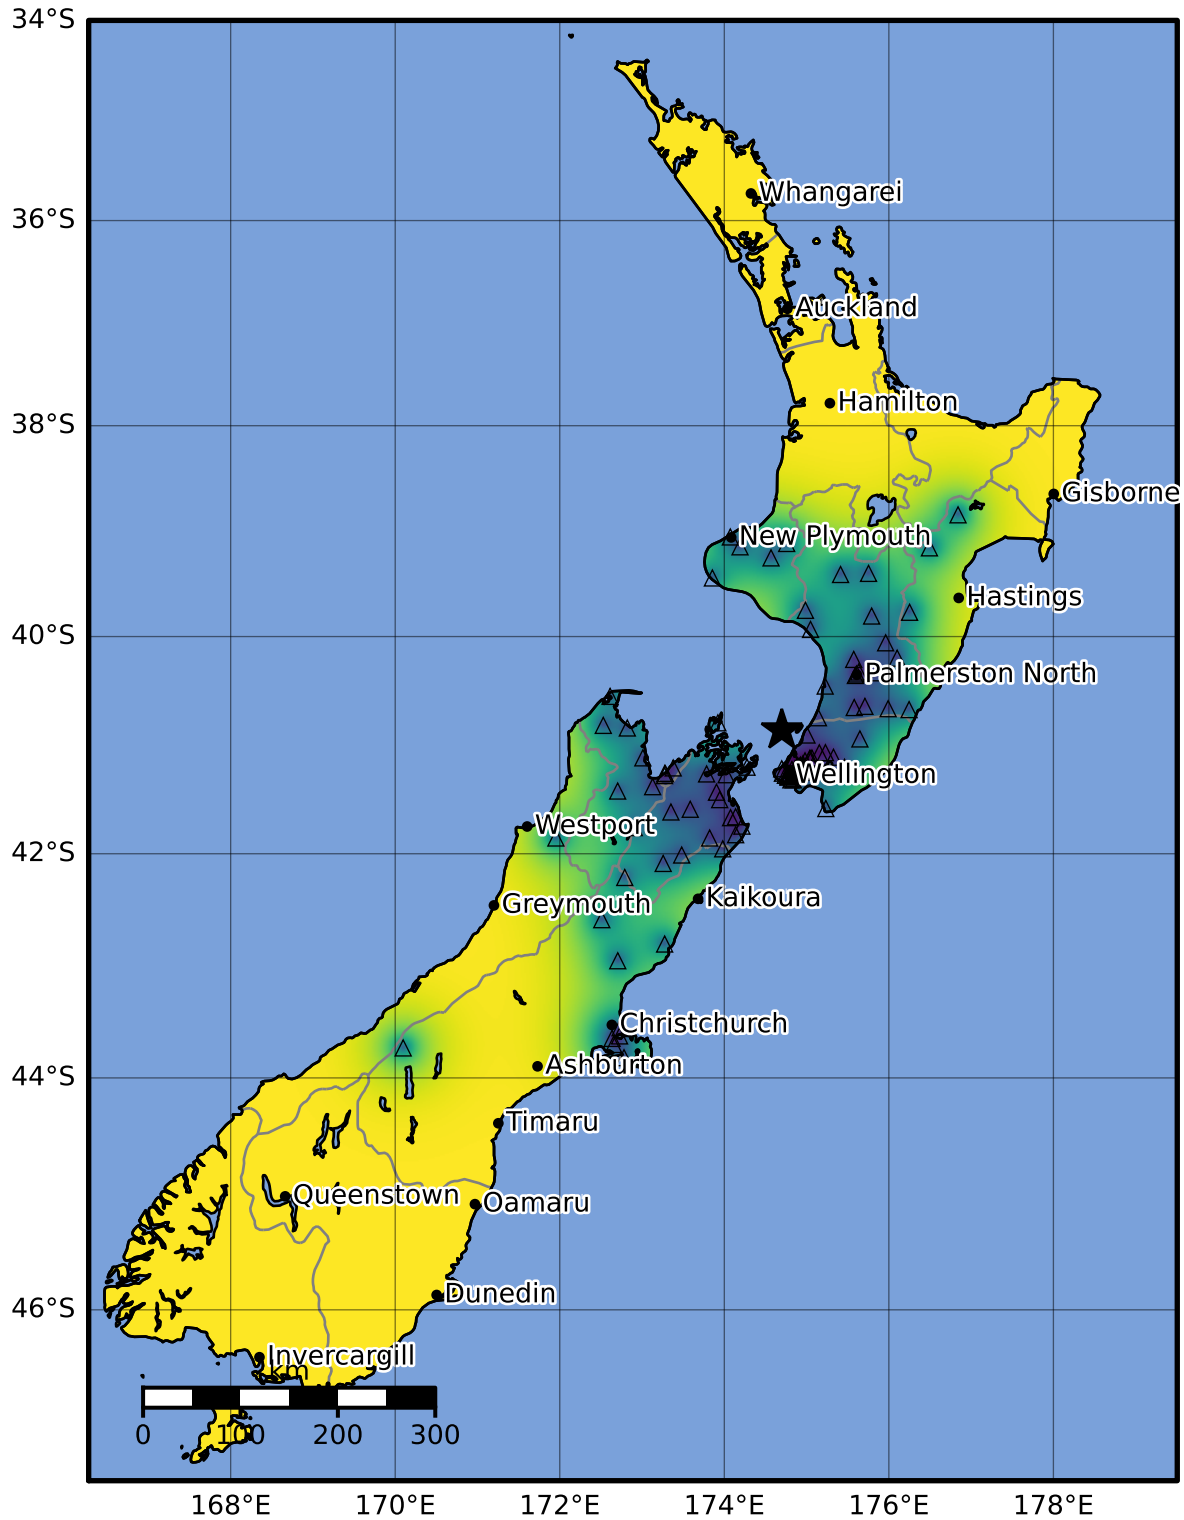 34°S
Whangarei
36°S
Auckland
Hamilton
38°S
Gisborne
New Plymouth
Hastings
40°S
Palmerston North
Wellington
Westport
42°S
Kaikoura
Greymouth
Christchurch
Ashburton
44°S
Timaru
Queenstown
Oamaru
Dunedin
46°S
Invercargill
km
0 100 200 300
168°E 170°E 172°E 174°E 176°E 178°E